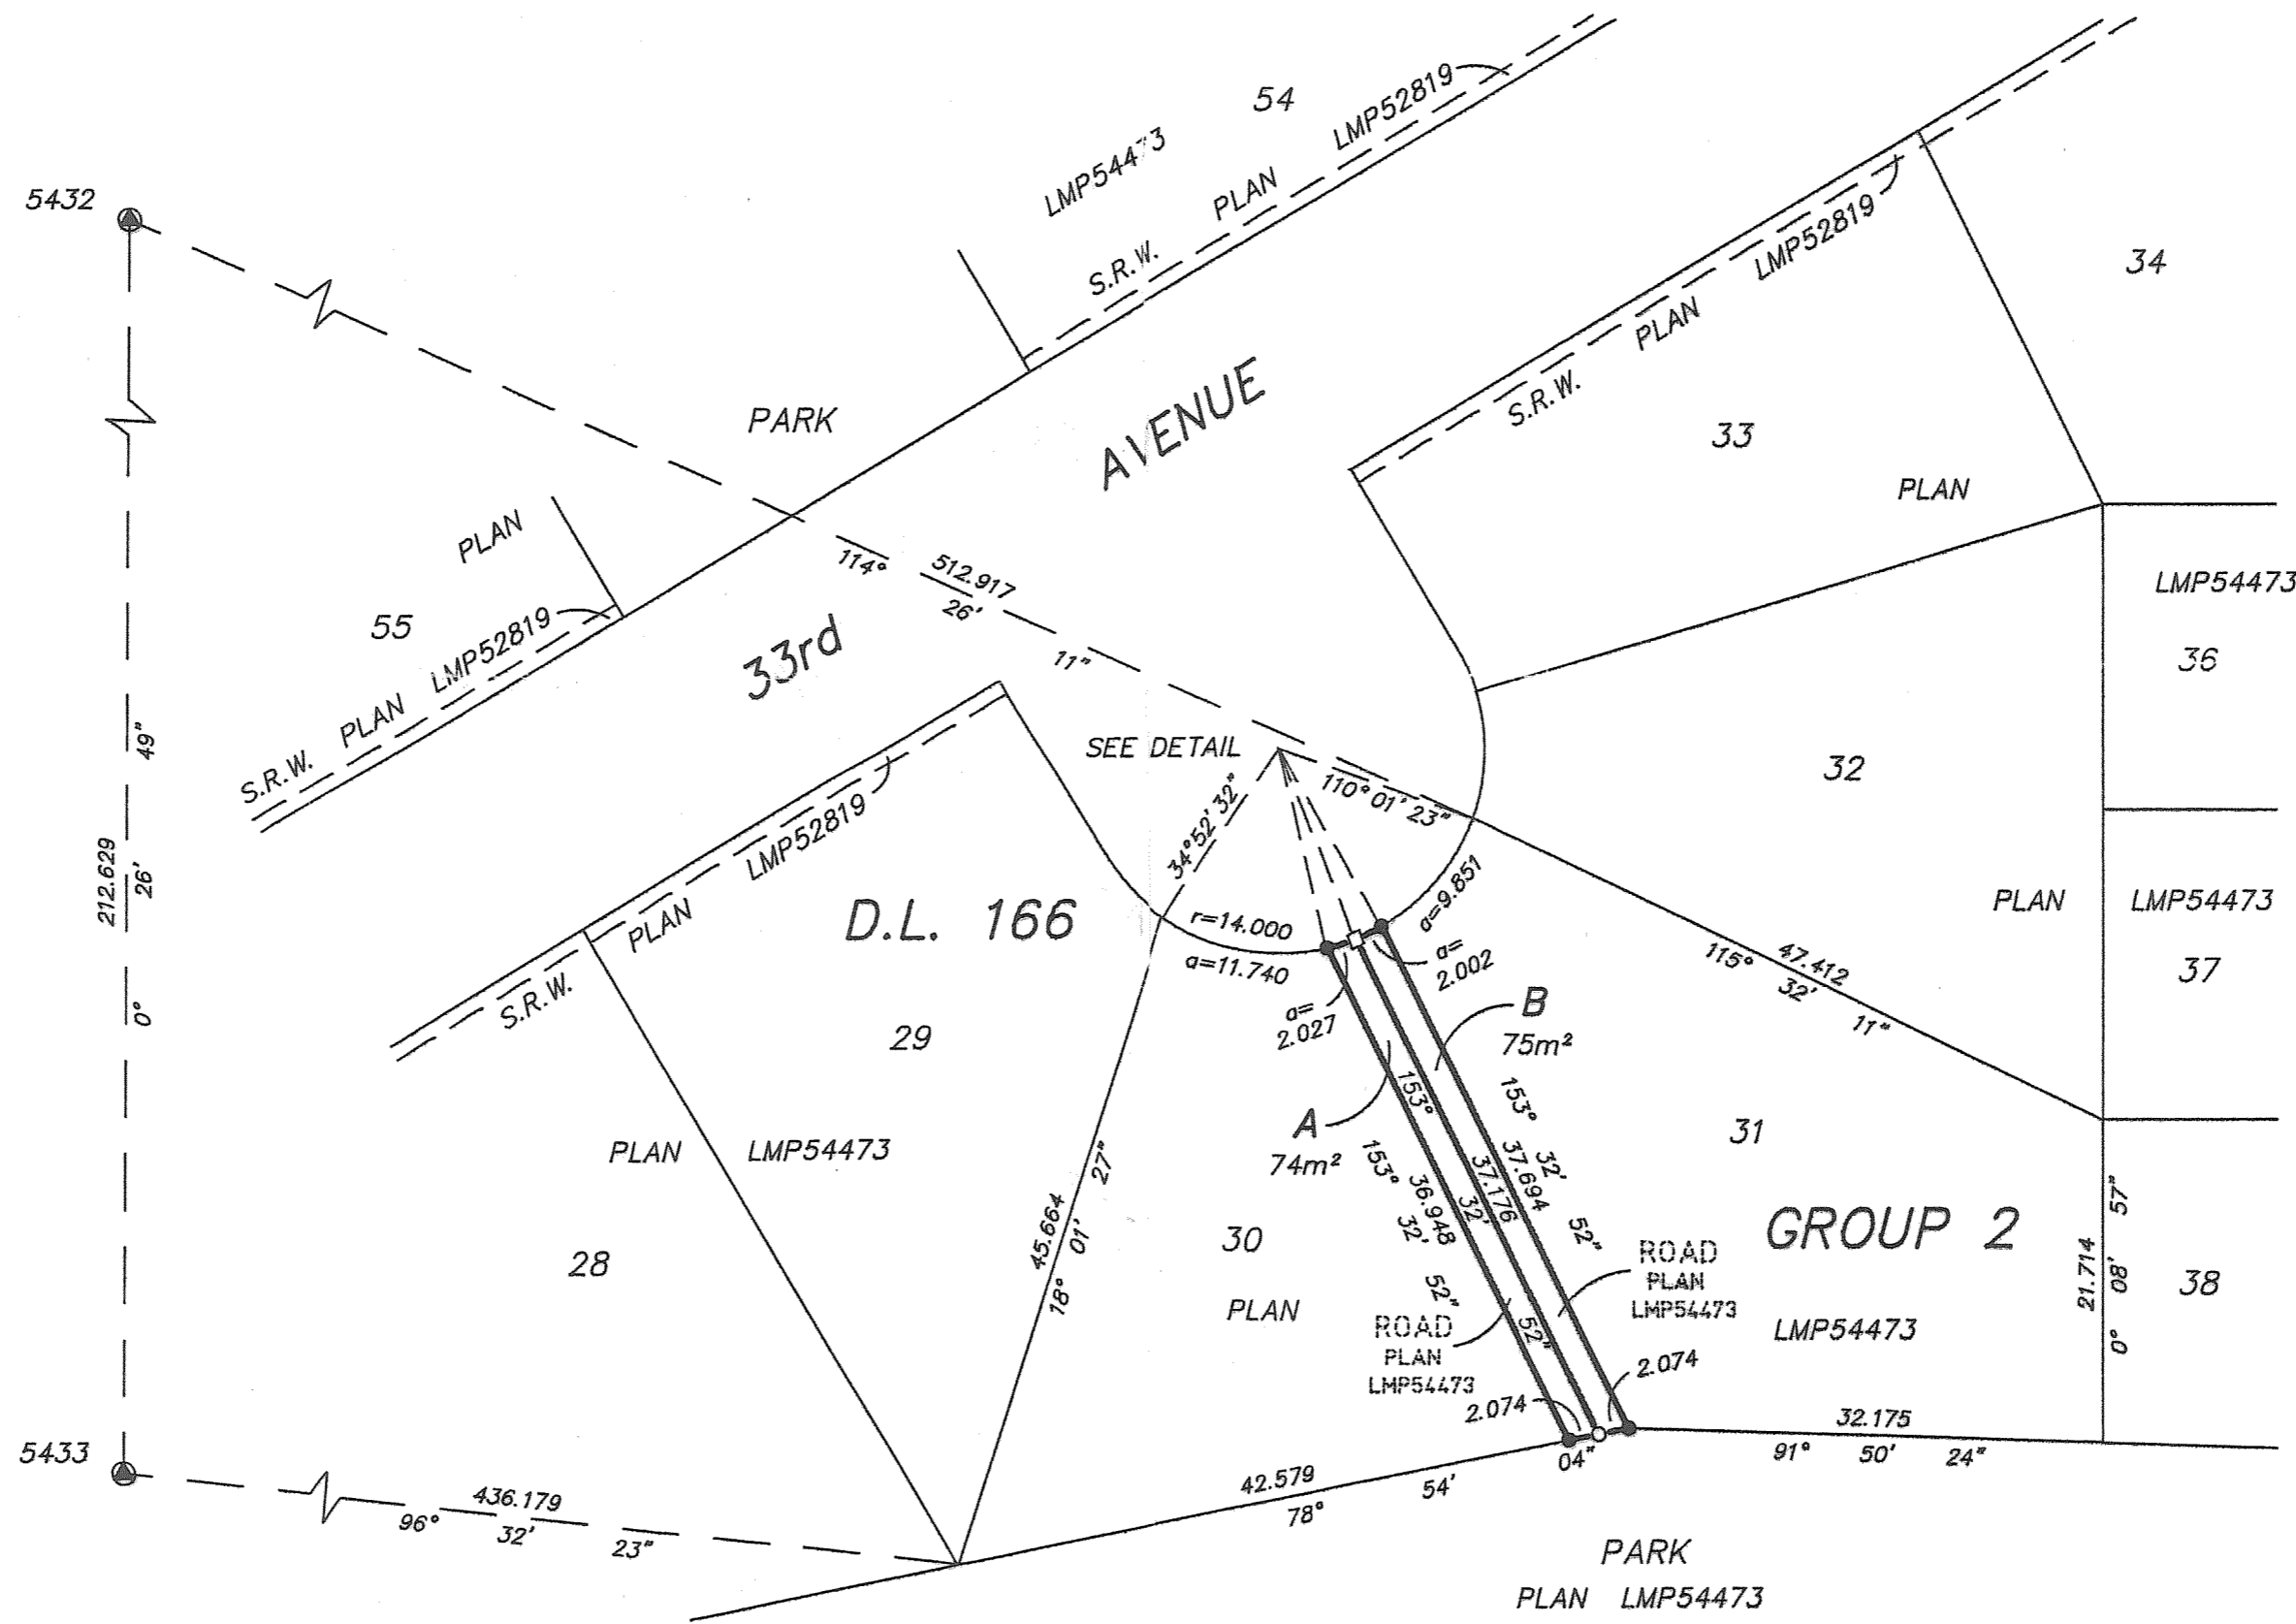 54
LMP54473
S.R.W. PLAN LMP52819
5432
34
PARK
AVENUE
S.R.W. PLAN LMP52819
33
PLAN
LMP54473
36
PLAN
55
S.R.W. PLAN LMP52819
33rd
512.917
114° 26' 11"
SEE DETAIL
110° 01' 23"
34°52'32"
32
49"
212.629
26'
0°
S.R.W. PLAN LMP52819
D.L. 166
r=14.000
a=11.740
a=9.851
a=
2.002
a=
2.027
PLAN LMP54473
37
47.412
115° 32' 11"
29
B
75m²
A
74m²
153° 37.694 32' 52"
153° 37.176 32' 52"
153° 36.948 32' 52"
31
PLAN LMP54473
28
45.664
18° 01' 27"
30
PLAN
GROUP 2
ROAD
PLAN
LMP54473
ROAD
PLAN
LMP54473
LMP54473
21.714
0° 08' 57"
38
2.074
2.074
32.175
91° 50' 24"
5433
436.179
96° 32' 23"
42.579
78° 54' 04"
PARK
PLAN LMP54473